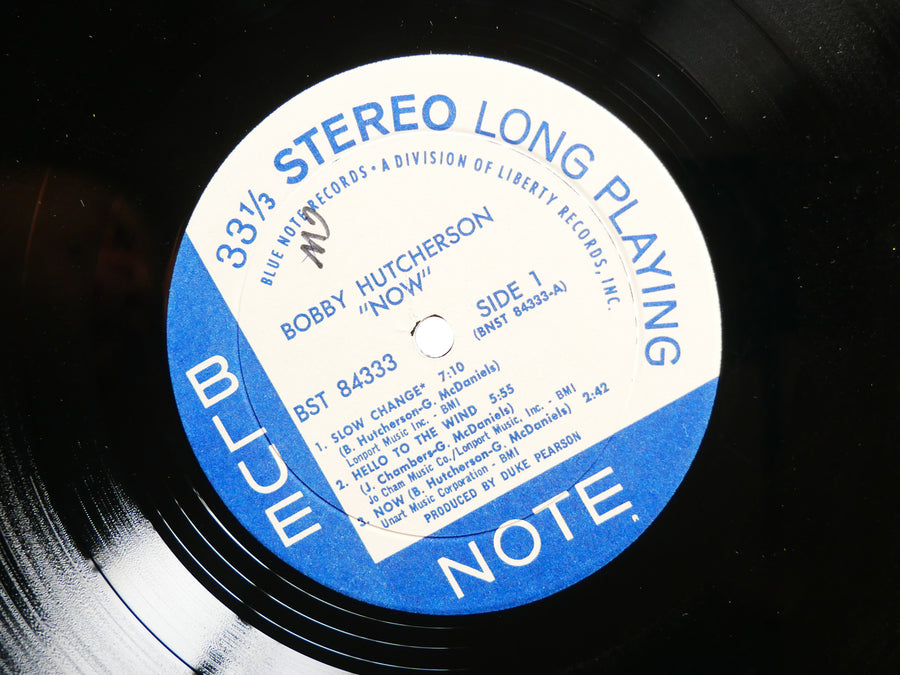 33⅓ STEREO LONG PLAYING
BLUE NOTE RECORDS • A DIVISION OF LIBERTY RECORDS, INC.
BOBBY HUTCHERSON
"NOW"
SIDE 1
(BNST 84333-A)
BST 84333
1. SLOW CHANGE* 7:10
(B. Hutcherson-G. McDaniels)
Lonport Music Inc. - BMI
2. HELLO TO THE WIND 5:55
(J. Chambers-G. McDaniels)
Jo Cham Music Co./Lonport Music, Inc. - BMI
3. NOW (B. Hutcherson-G. McDaniels) 2:42
Unart Music Corporation - BMI
PRODUCED BY DUKE PEARSON
BLUE
NOTE